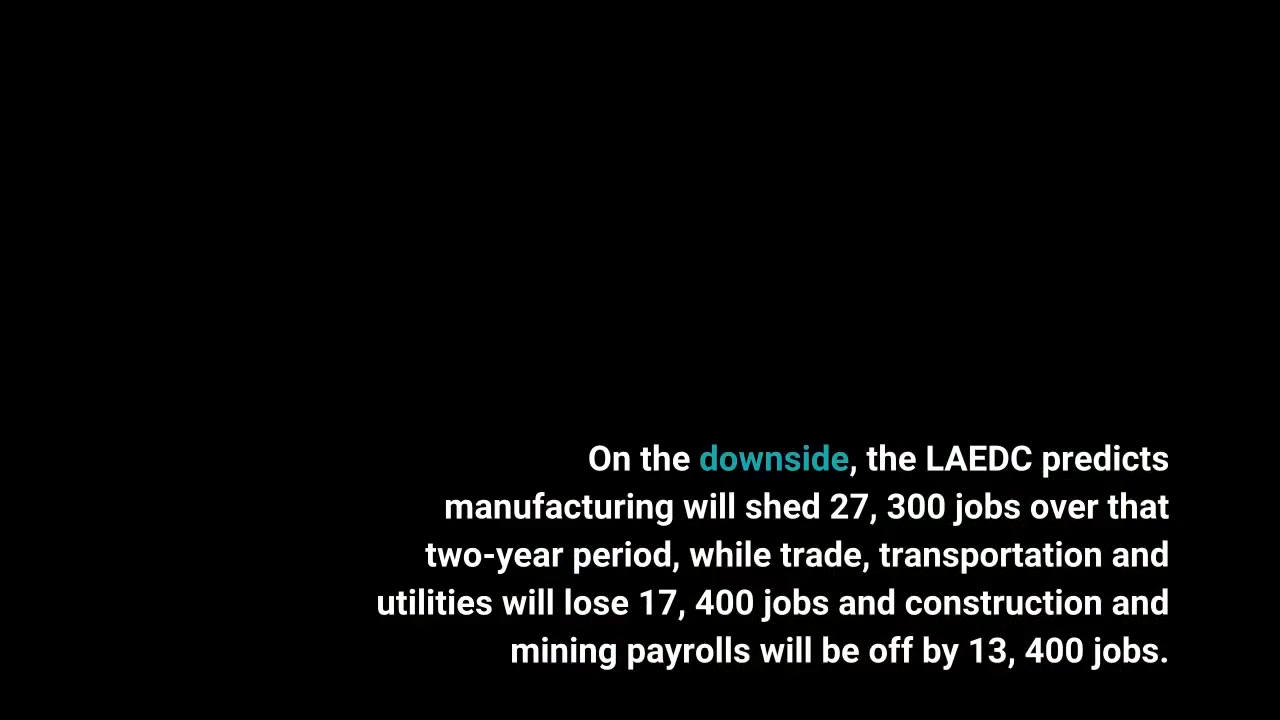 On the downside, the LAEDC predicts
manufacturing will shed 27, 300 jobs over that
two-year period, while trade, transportation and
utilities will lose 17, 400 jobs and construction and
mining payrolls will be off by 13, 400 jobs.